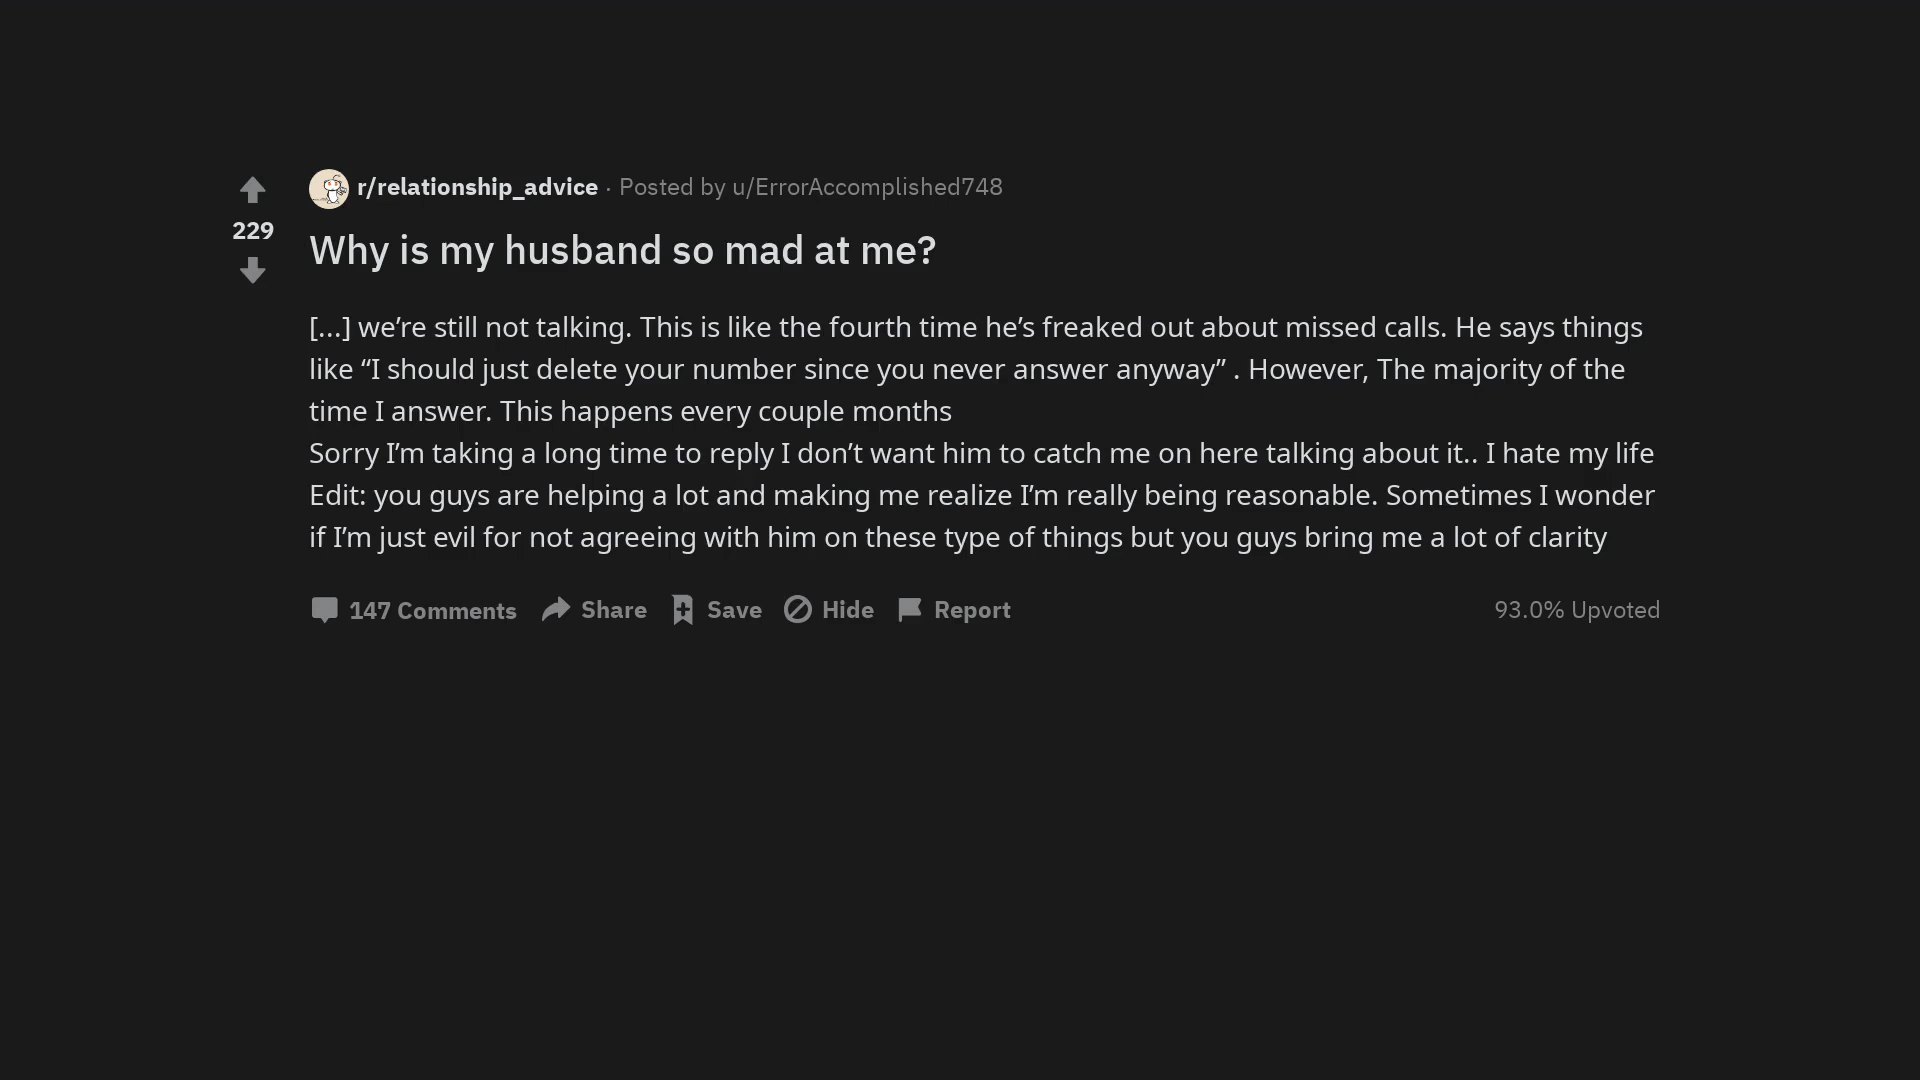 r/relationship_advice · Posted by u/ErrorAccomplished748
229
Why is my husband so mad at me?
[...] we’re still not talking. This is like the fourth time he’s freaked out about missed calls. He says things
like “I should just delete your number since you never answer anyway” . However, The majority of the
time I answer. This happens every couple months
Sorry I’m taking a long time to reply I don’t want him to catch me on here talking about it.. I hate my life
Edit: you guys are helping a lot and making me realize I’m really being reasonable. Sometimes I wonder
if I’m just evil for not agreeing with him on these type of things but you guys bring me a lot of clarity
147 Comments Share Save Hide Report 93.0% Upvoted